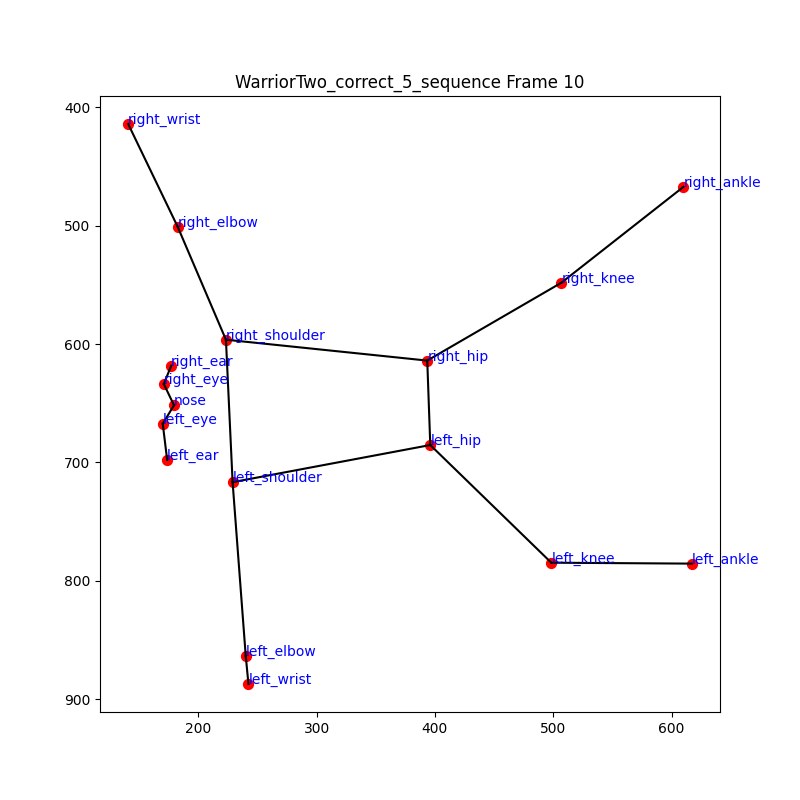 WarriorTwo_correct_5_sequence Frame 10
400
right_wrist
right_ankle
500
right_elbow
right_knee
600
right_shoulder
right_hip
right_ear
right_eye
nose
left_eye
left_hip
700
left_ear
left_shoulder
left_knee
left_ankle
800
left_elbow
left_wrist
900
200 300 400 500 600